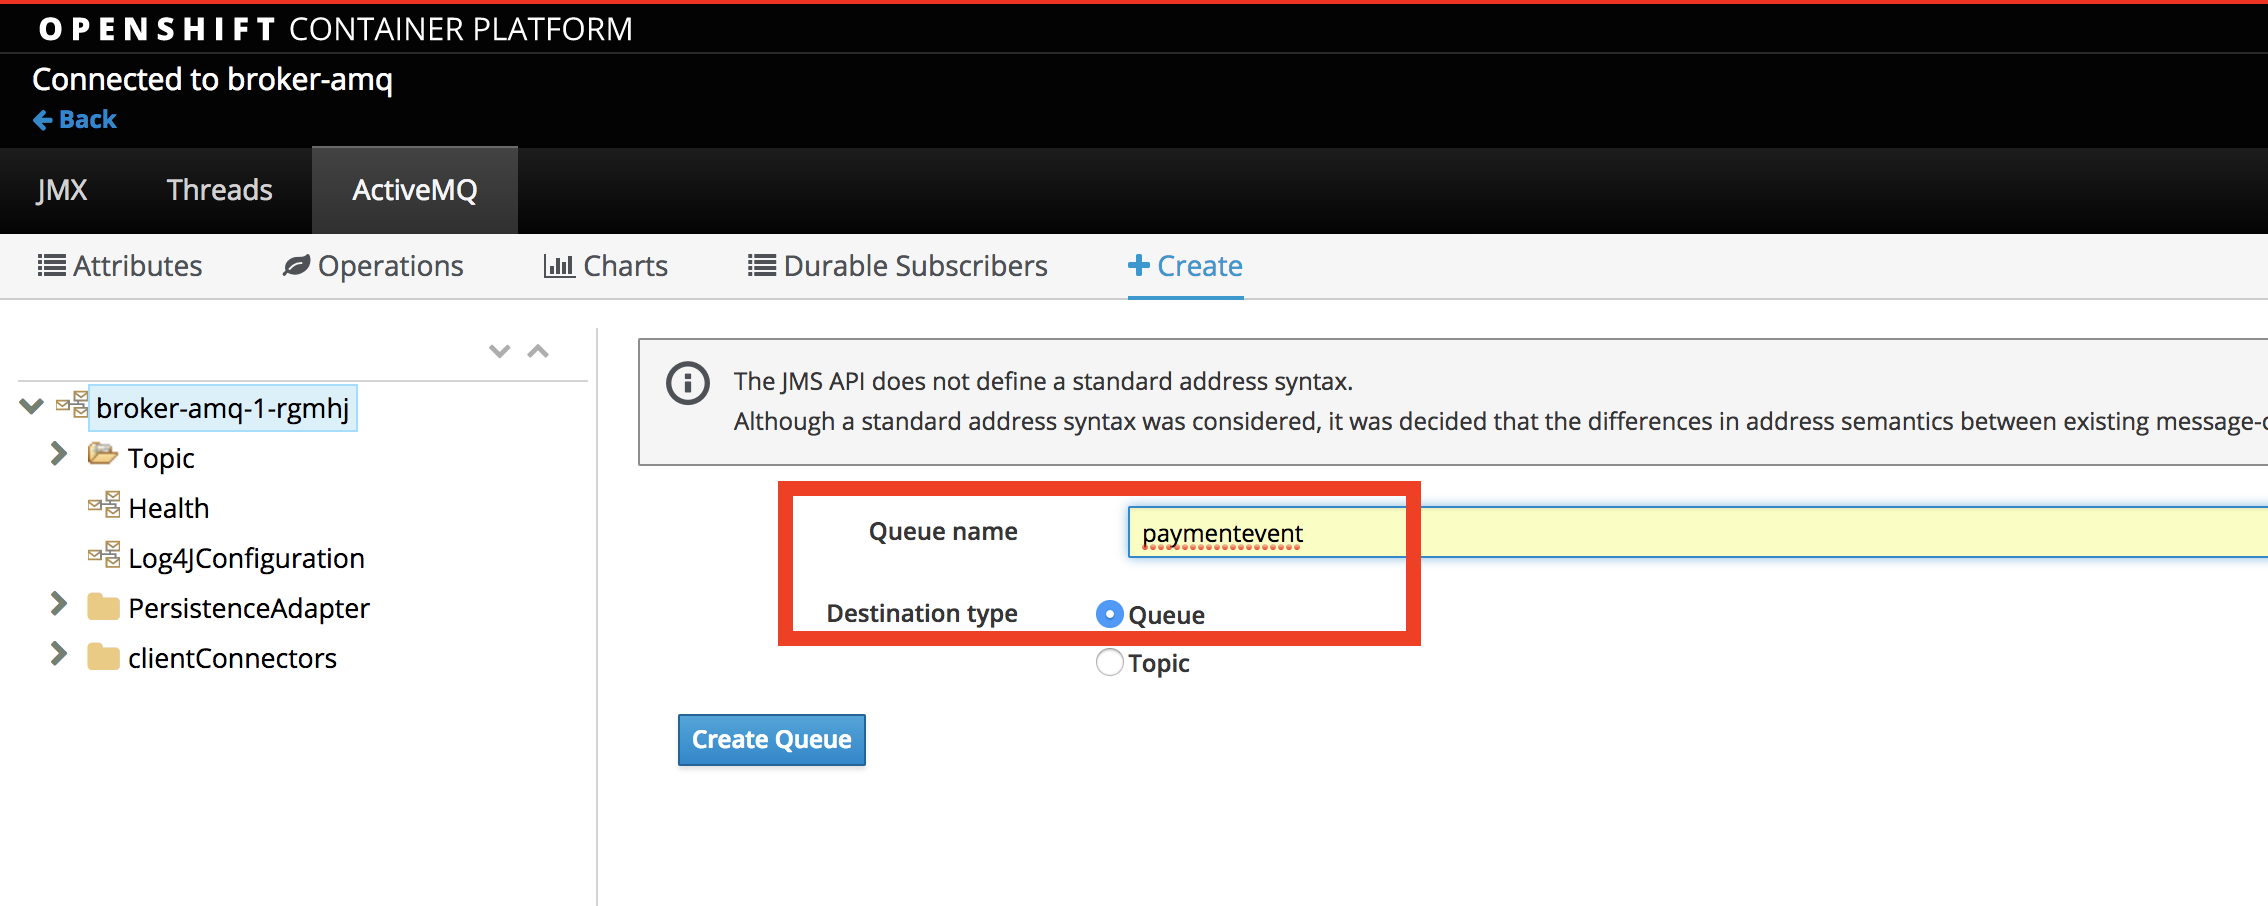 OPENSHIFT CONTAINER PLATFORM
Connected to broker-amq
Back
JMX Threads ActiveMQ
Attributes Operations Charts Durable Subscribers Create
broker-amq-1-rgmhj
Topic
Health
Log4JConfiguration
PersistenceAdapter
clientConnectors
The JMS API does not define a standard address syntax.
Although a standard address syntax was considered, it was decided that the differences in address semantics between existing message-
Queue name paymentevent
Destination type Queue
Topic
Create Queue